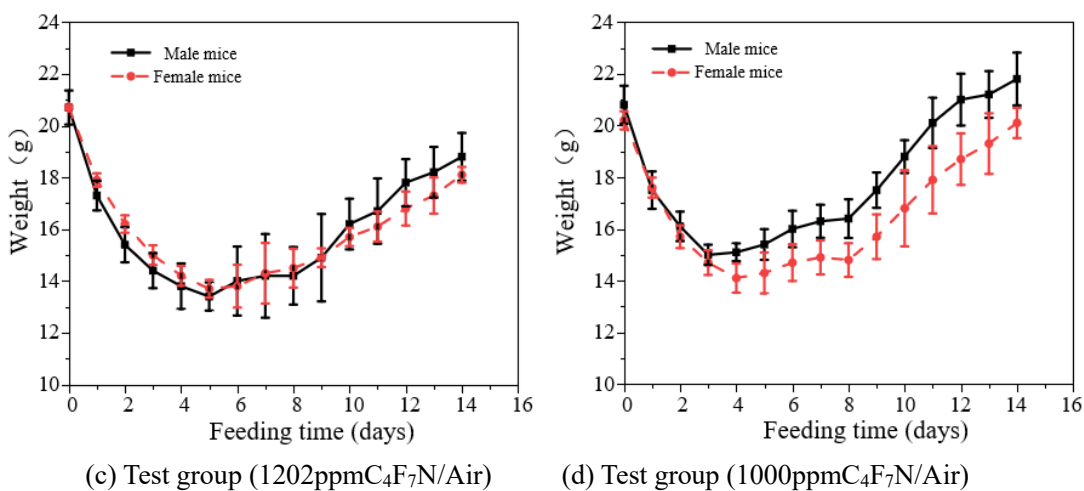 24
22
20
18
16
14
12
10
Weight（g）
Male mice
Female mice
0 2 4 6 8 10 12 14 16
Feeding time (days)
(c) Test group (1202ppmC₄F₇N/Air)
24
22
20
18
16
14
12
10
Weight（g）
Male mice
Female mice
0 2 4 6 8 10 12 14 16
Feeding time (days)
(d) Test group (1000ppmC₄F₇N/Air)